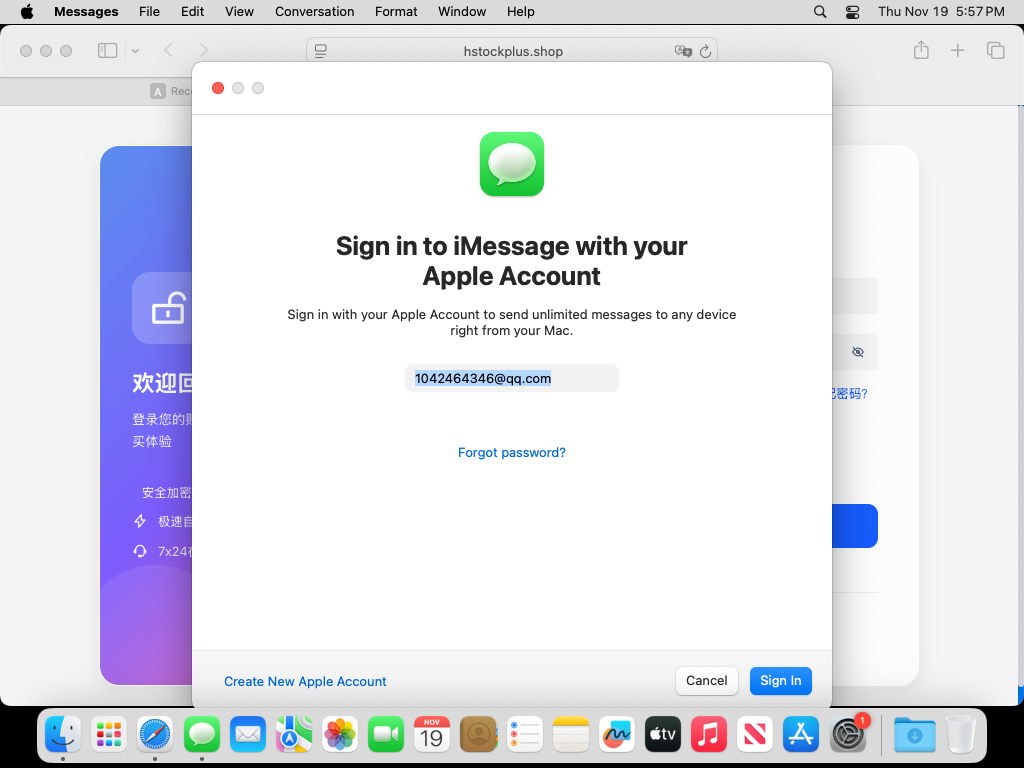 Messages File Edit View Conversation Format Window Help Thu Nov 19 5:57 PM
hstockplus.shop
A
Sign in to iMessage with your
Apple Account
Sign in with your Apple Account to send unlimited messages to any device
right from your Mac.
1042464346@qq.com
密码?
欢迎回
登录您的账
买体验
Forgot password?
安全加密
极速自
7x24
Create New Apple Account Cancel Sign In
NOV
19
tv
1